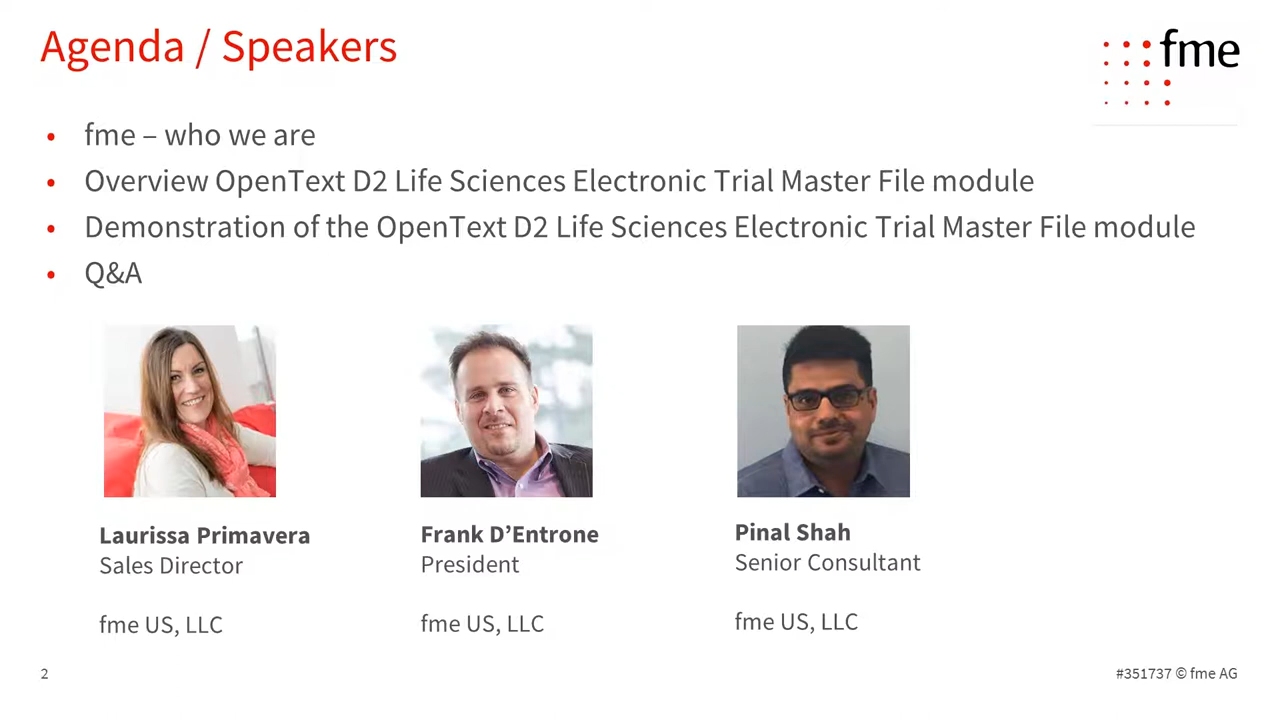 Agenda / Speakers
fme
• fme – who we are
• Overview OpenText D2 Life Sciences Electronic Trial Master File module
• Demonstration of the OpenText D2 Life Sciences Electronic Trial Master File module
• Q&A
Laurissa Primavera
Sales Director
fme US, LLC
Frank D’Entrone
President
fme US, LLC
Pinal Shah
Senior Consultant
fme US, LLC
2
#351737 © fme AG